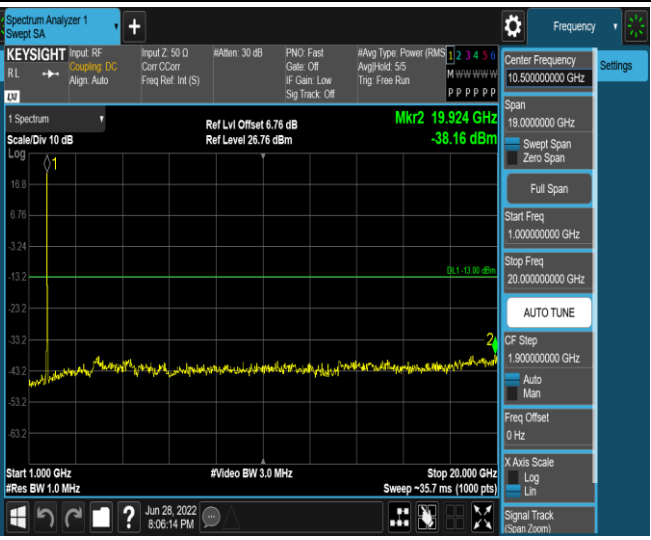 Spectrum Analyzer 1
Swept SA
Frequency
KEYSIGHT
RL
LXI
Input: RF
Coupling: DC
Align: Auto
Input Z: 50 Ω
Corr CCorr
Freq Ref: Int (S)
#Atten: 30 dB
PNO: Fast
Gate: Off
IF Gain: Low
Sig Track: Off
#Avg Type: Power (RMS
Avg|Hold: 5/5
Trig: Free Run
1 2 3 4 5 6
M W W W W W
P P P P P P
1 Spectrum
Scale/Div 10 dB
Log
Ref Lvl Offset 6.76 dB
Ref Level 26.76 dBm
Mkr2 19.924 GHz
-38.16 dBm
1
16.8
6.76
-3.24
-13.2
DL1 -13.00 dBm
-23.2
-33.2
2
-43.2
-53.2
-63.2
Start 1.000 GHz
#Res BW 1.0 MHz
#Video BW 3.0 MHz
Stop 20.000 GHz
Sweep ~35.7 ms (1000 pts)
?
Jun 28, 2022
8:06:14 PM
Center Frequency
10.500000000 GHz
Span
19.0000000 GHz
Swept Span
Zero Span
Full Span
Start Freq
1.000000000 GHz
Stop Freq
20.000000000 GHz
AUTO TUNE
CF Step
1.900000000 GHz
Auto
Man
Freq Offset
0 Hz
X Axis Scale
Log
Lin
Signal Track
(Span Zoom)
Settings